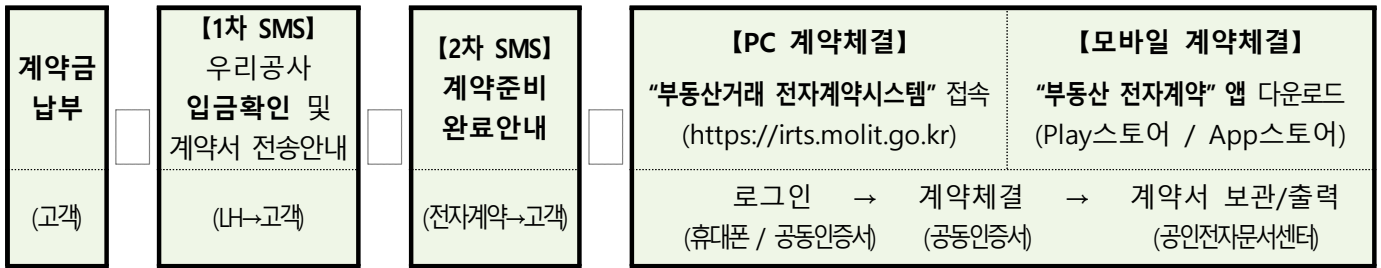 계약금
납부
(고객)
【1차 SMS】
우리공사
입금확인 및
계약서 전송안내
(LH→고객)
【2차 SMS】
계약준비
완료안내
(전자계약→고객)
【PC 계약체결】
“부동산거래 전자계약시스템” 접속
(https://irts.molit.go.kr)
【모바일 계약체결】
“부동산 전자계약” 앱 다운로드
(Play스토어 / App스토어)
로그인 → 계약체결 → 계약서 보관/출력
(휴대폰 / 공동인증서) (공동인증서) (공인전자문서센터)